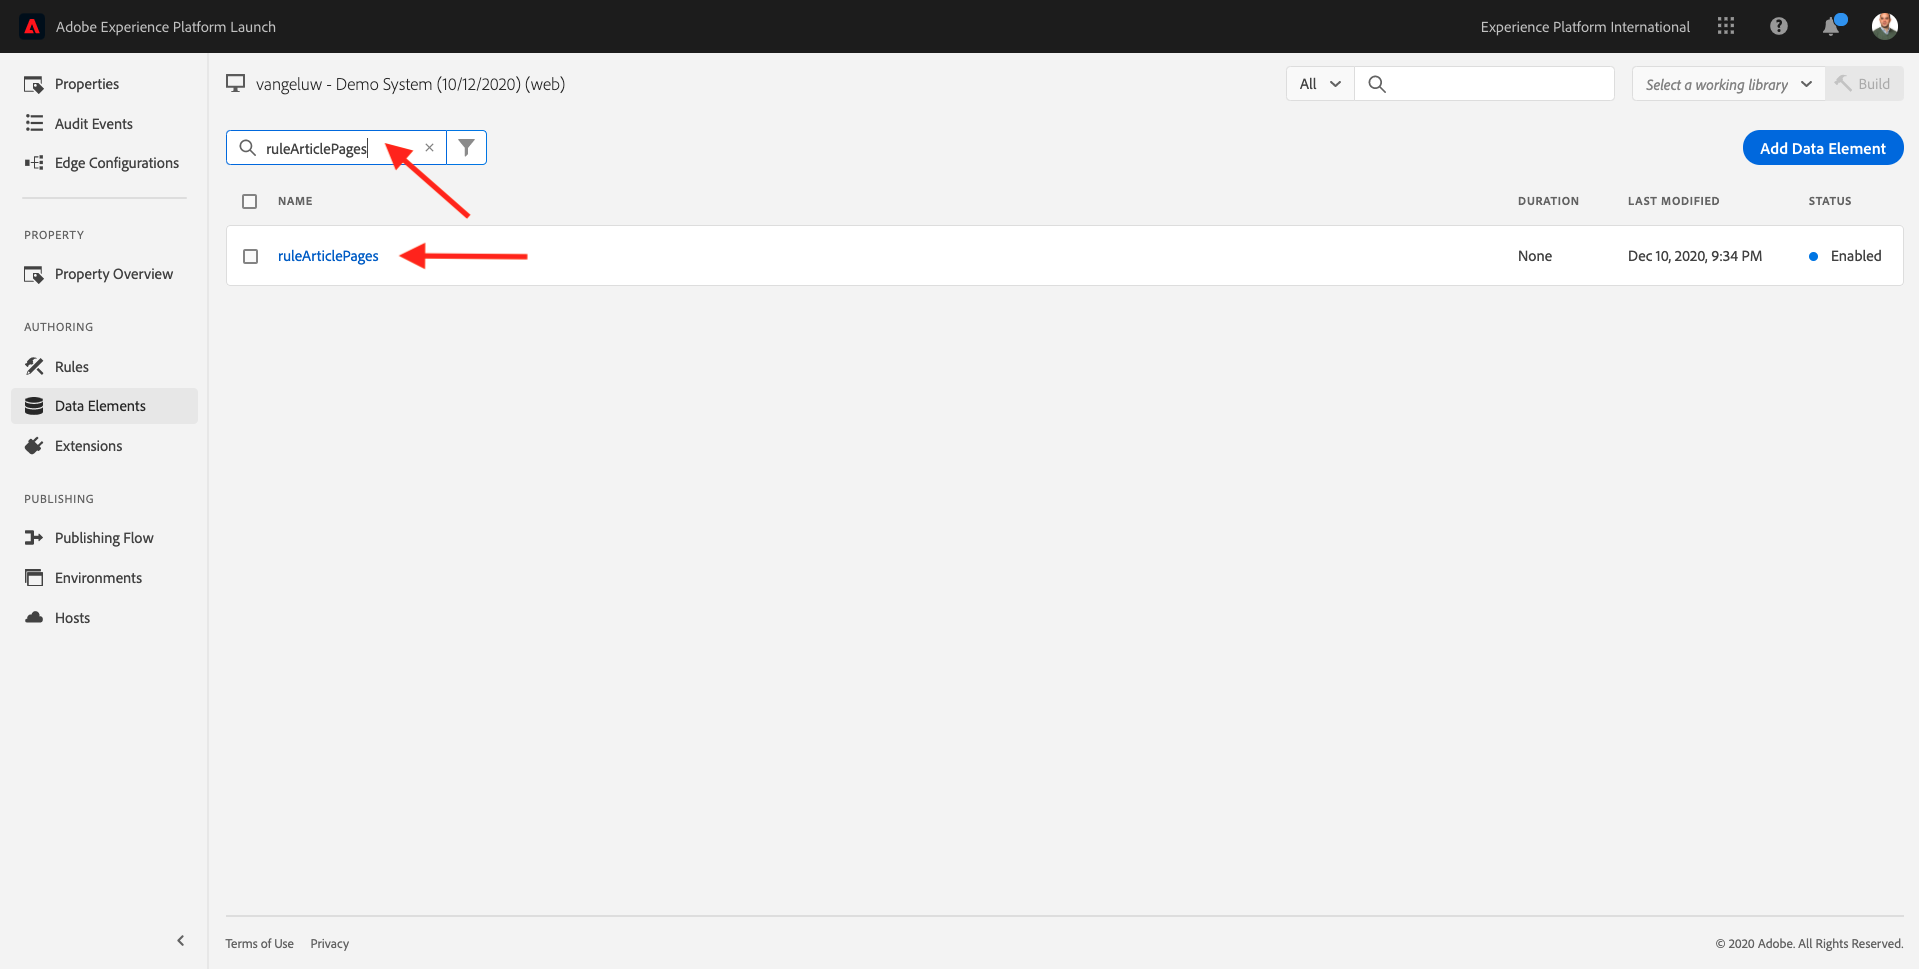 Adobe Experience Platform Launch
Experience Platform International
Properties
Audit Events
Edge Configurations
PROPERTY
Property Overview
AUTHORING
Rules
Data Elements
Extensions
PUBLISHING
Publishing Flow
Environments
Hosts
vangeluw - Demo System (10/12/2020) (web)
All
Select a working library
Build
ruleArticlePages
Add Data Element
NAME DURATION LAST MODIFIED STATUS
ruleArticlePages None Dec 10, 2020, 9:34 PM Enabled
Terms of Use Privacy
© 2020 Adobe. All Rights Reserved.